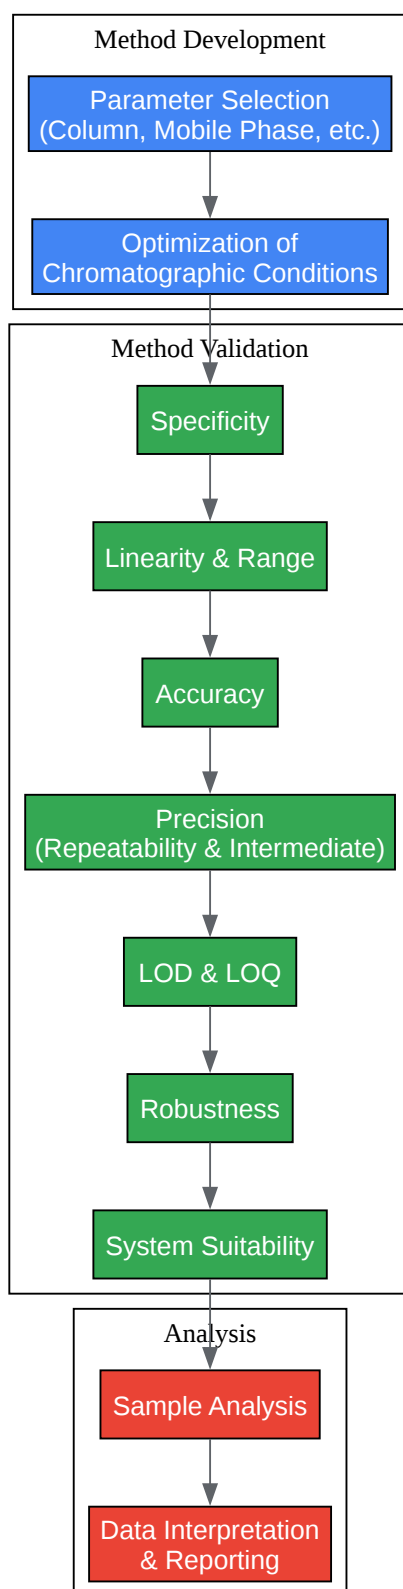 Method Development
Parameter Selection
(Column, Mobile Phase, etc.)
Optimization of
Chromatographic Conditions
Method Validation
Specificity
Linearity & Range
Accuracy
Precision
(Repeatability & Intermediate)
LOD & LOQ
Robustness
System Suitability
Analysis
Sample Analysis
Data Interpretation
& Reporting